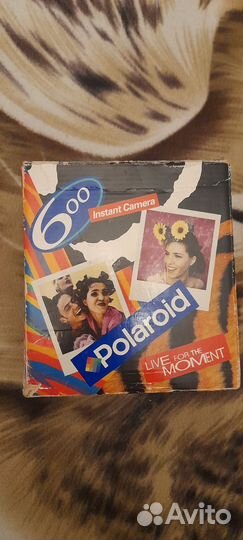 600
Instant Camera
Polaroid
LIVE FOR THE
MOMENT
Avito